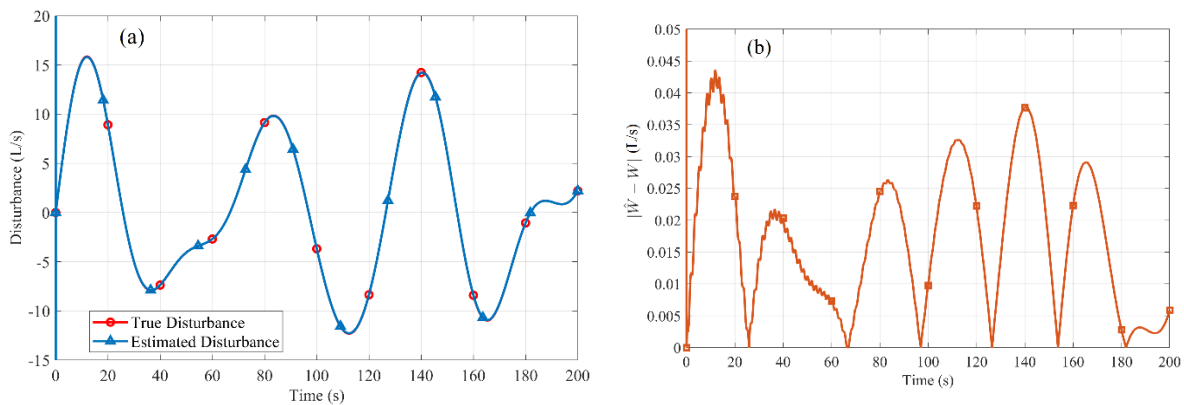 (a)
20
15
10
5
0
-5
-10
-15
Disturbance (L/s)
True Disturbance
Estimated Disturbance
0 20 40 60 80 100 120 140 160 180 200
Time (s)
(b)
0.05
0.045
0.04
0.035
0.03
0.025
0.02
0.015
0.01
0.005
0
|Ŵ − W| (L/s)
0 20 40 60 80 100 120 140 160 180 200
Time (s)